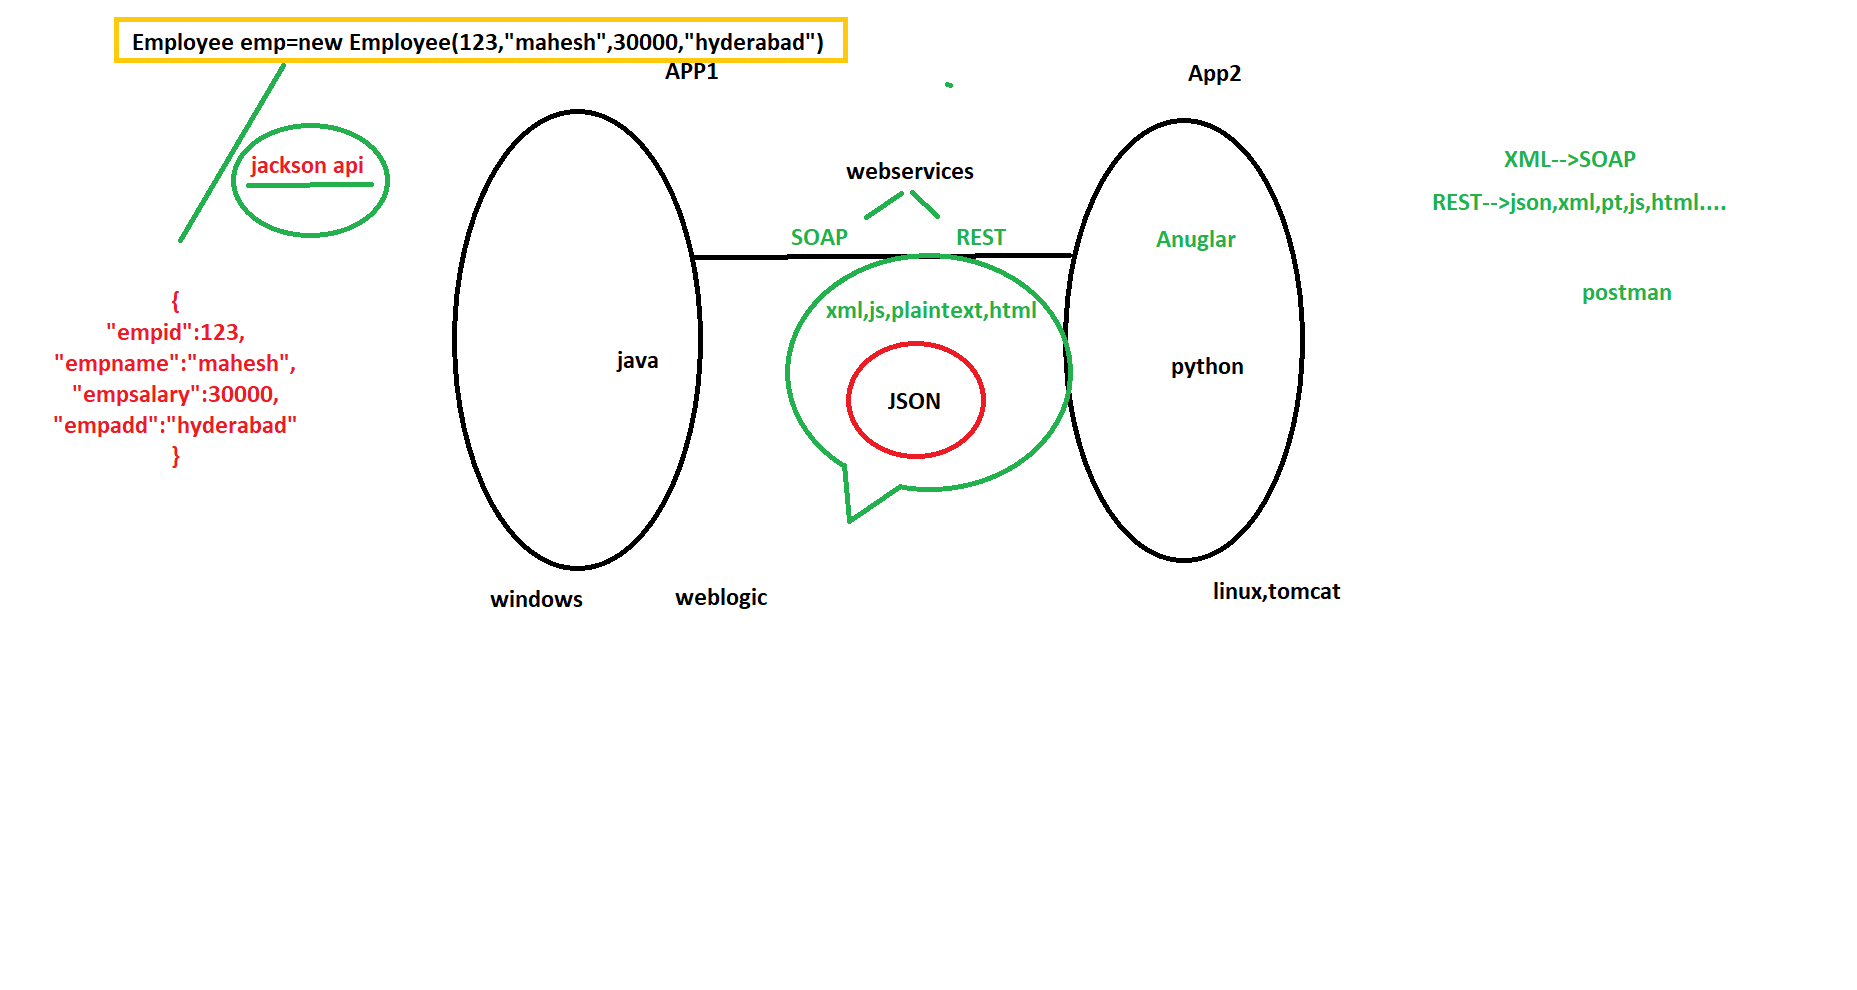 Employee emp=new Employee(123,"mahesh",30000,"hyderabad")
APP1
App2
jackson api
webservices
XML-->SOAP
REST-->json,xml,pt,js,html....
SOAP
REST
Anuglar
postman
{
"empid":123,
"empname":"mahesh",
"empsalary":30000,
"empadd":"hyderabad"
}
xml,js,plaintext,html
java
JSON
python
windows
weblogic
linux,tomcat